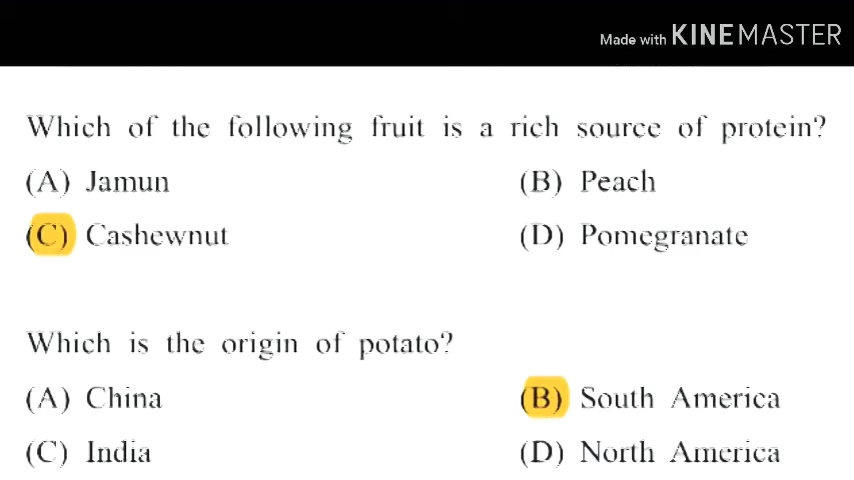 Made with KINEMASTER
Which of the following fruit is a rich source of protein?
(A) Jamun (B) Peach
(C) Cashewnut (D) Pomegranate
Which is the origin of potato?
(A) China (B) South America
(C) India (D) North America